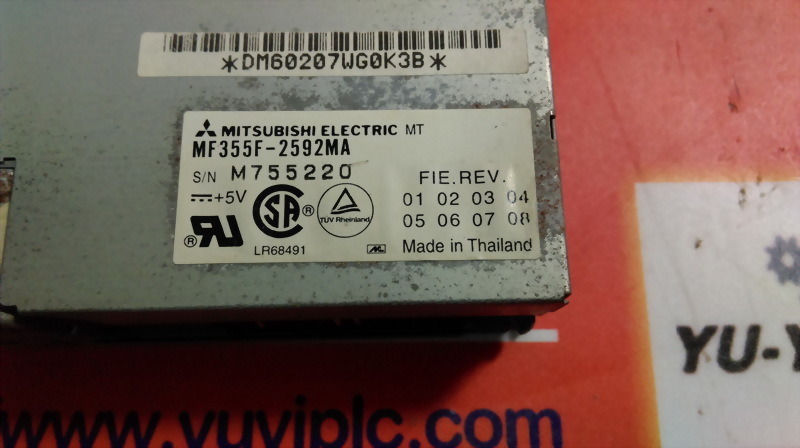 *DM60207WG0K3B*
MITSUBISHI ELECTRIC MT
MF355F-2592MA
S/N M755220
FIE.REV.
+5V
01 02 03 04
05 06 07 08
TÜV Rheinland
LR68491
Made in Thailand
YU-Y
www.yuyiplc.com